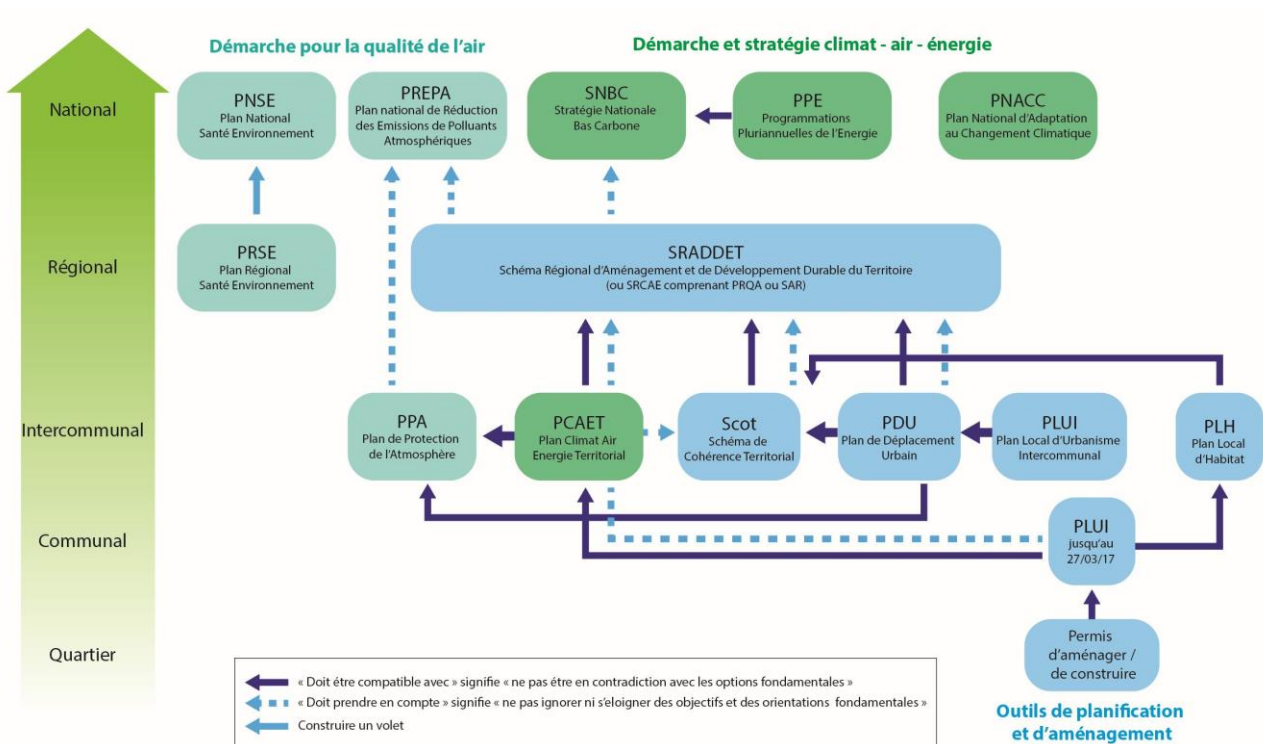 Démarche pour la qualité de l'air
Démarche et stratégie climat - air - énergie
National
PNSE
Plan National
Santé Environnement
PREPA
Plan national de Réduction
des Emissions de Polluants
Atmosphériques
SNBC
Stratégie Nationale
Bas Carbone
PPE
Programmations
Pluriannuelles de l'Energie
PNACC
Plan National d'Adaptation
au Changement Climatique
Régional
PRSE
Plan Régional
Santé Environnement
SRADDET
Schéma Régional d'Aménagement et de Développement Durable du Territoire
(ou SRCAE comprenant PRQA ou SAR)
Intercommunal
PPA
Plan de Protection
de l'Atmosphère
PCAET
Plan Climat Air
Energie Territorial
Scot
Schéma de
Cohérence Territorial
PDU
Plan de Déplacement
Urbain
PLUI
Plan Local d'Urbanisme
Intercommunal
PLH
Plan Local
d'Habitat
Communal
PLUI
jusqu'au
27/03/17
Quartier
Permis
d'aménager /
de construire
« Doit étre compatible avec » signifie « ne pas étre en contradiction avec les options fondamentales »
« Doit prendre en compte » signifie « ne pas ignorer ni s'eloigner des objectifs et des orientations fondamentales »
Construire un volet
Outils de planification
et d'aménagement